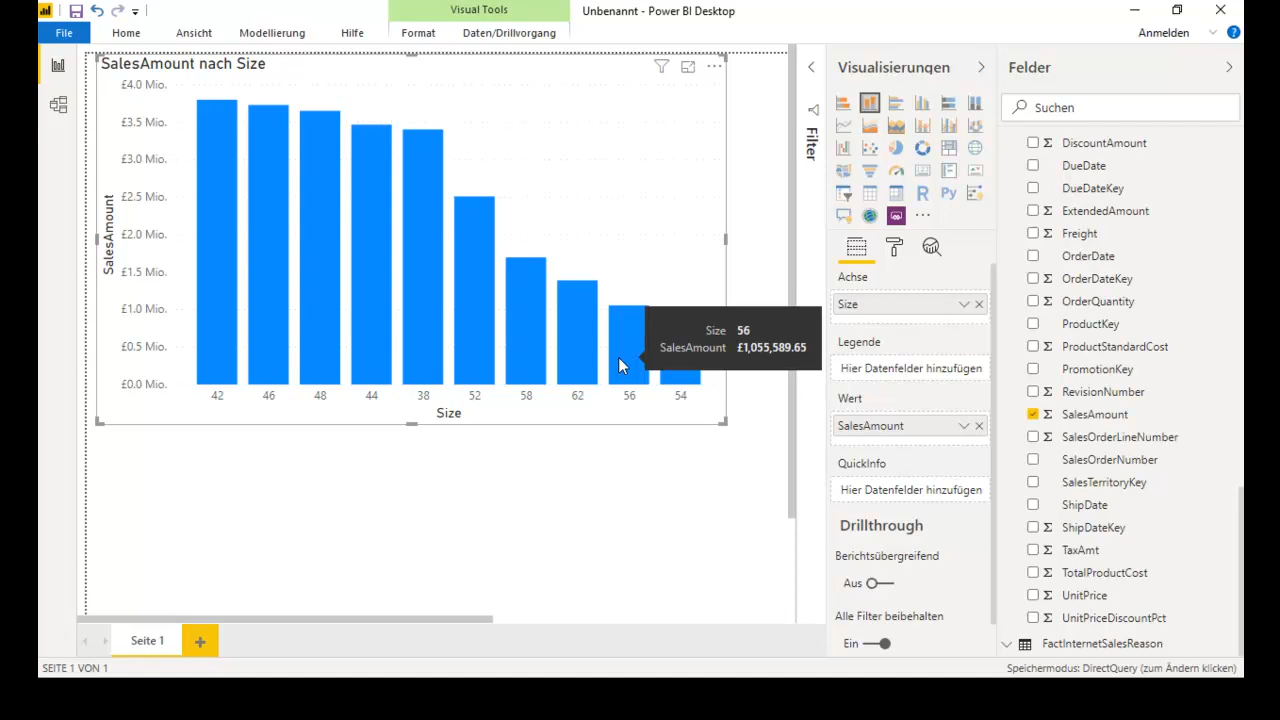 Visual Tools
Unbenannt - Power BI Desktop
File
Home
Ansicht
Modellierung
Hilfe
Format
Daten/Drillvorgang
Anmelden
?
SalesAmount nach Size
£4.0 Mio.
£3.5 Mio.
£3.0 Mio.
£2.5 Mio.
£2.0 Mio.
£1.5 Mio.
£1.0 Mio.
£0.5 Mio.
£0.0 Mio.
SalesAmount
42 46 48 44 38 52 58 62 56 54
Size
Size 56
SalesAmount £1,055,589.65
Filter
Visualisierungen
R
Py
Achse
Size
Legende
Hier Datenfelder hinzufügen
Wert
SalesAmount
QuickInfo
Hier Datenfelder hinzufügen
Drillthrough
Berichtsübergreifend
Aus
Alle Filter beibehalten
Ein
Felder
Suchen
Σ DiscountAmount
DueDate
DueDateKey
Σ ExtendedAmount
Σ Freight
OrderDate
Σ OrderDateKey
Σ OrderQuantity
ProductKey
Σ ProductStandardCost
PromotionKey
Σ RevisionNumber
Σ SalesAmount
Σ SalesOrderLineNumber
SalesOrderNumber
SalesTerritoryKey
ShipDate
Σ ShipDateKey
Σ TaxAmt
Σ TotalProductCost
Σ UnitPrice
Σ UnitPriceDiscountPct
FactInternetSalesReason
Seite 1
SEITE 1 VON 1
Speichermodus: DirectQuery (zum Ändern klicken)